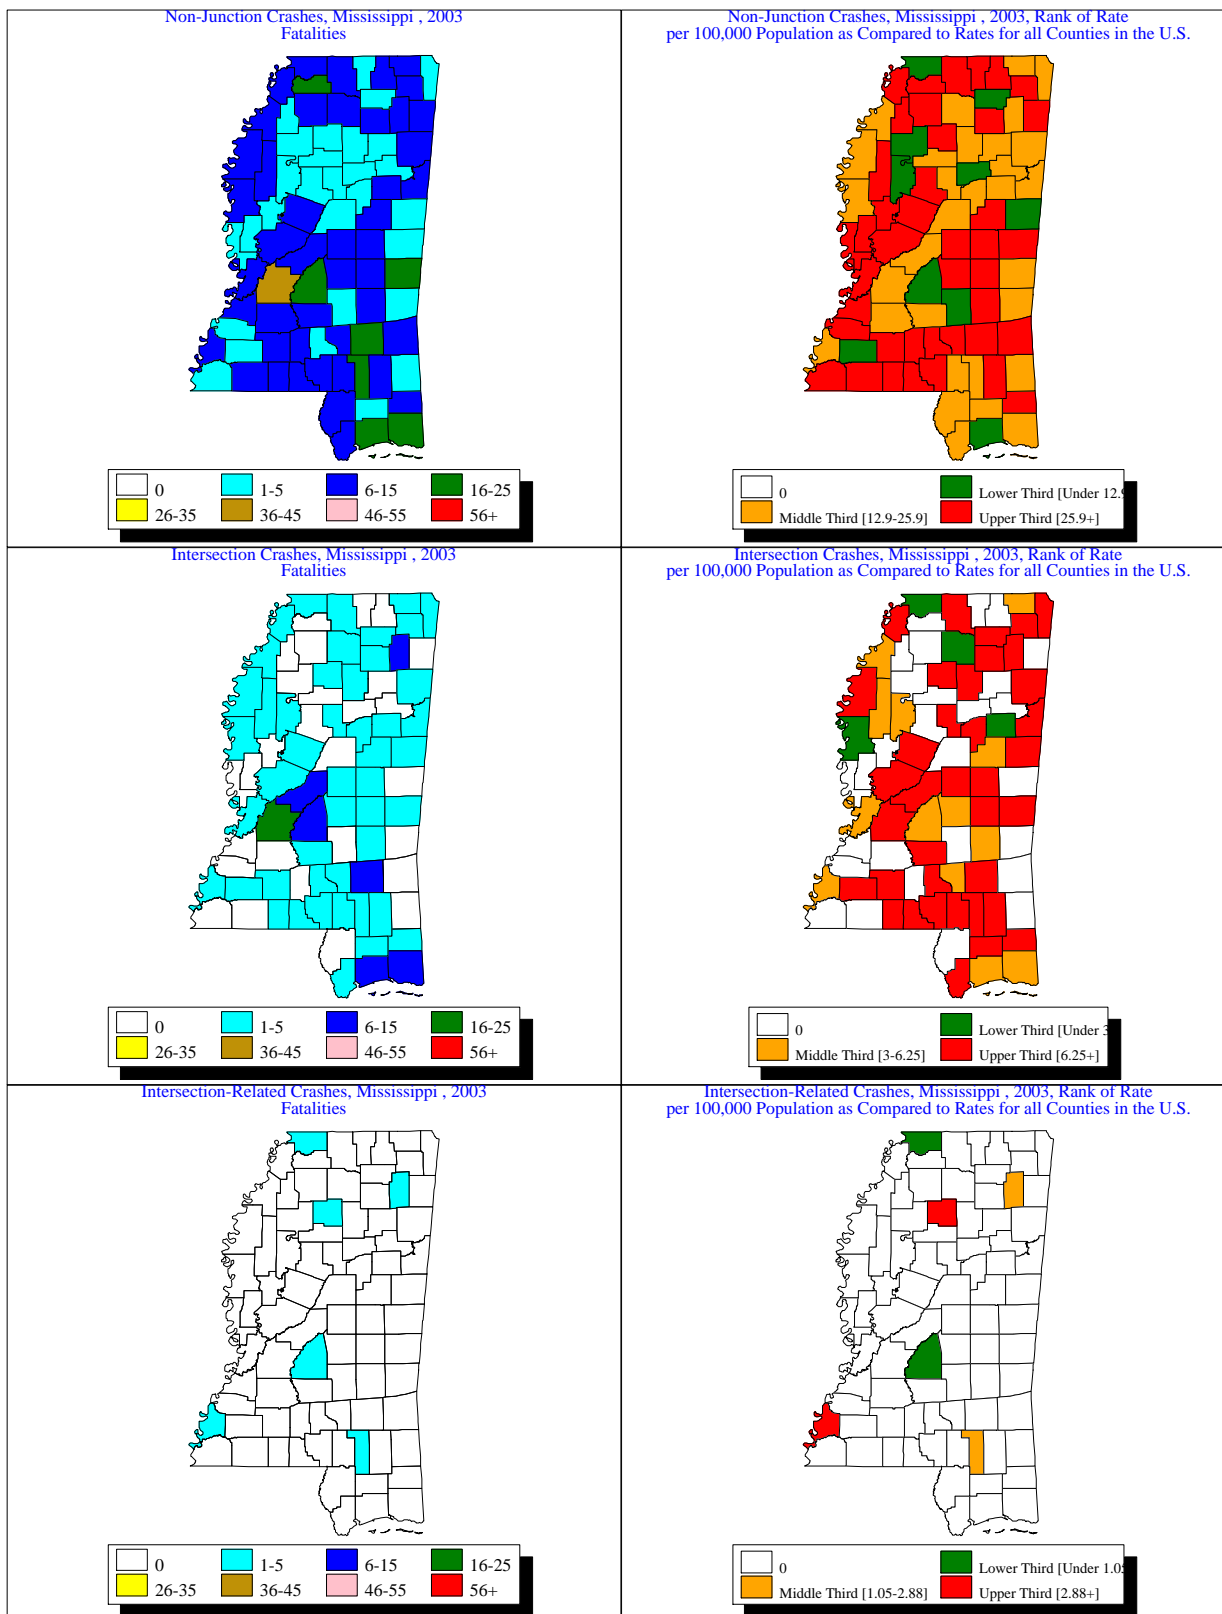 Non-Junction Crashes, Mississippi , 2003
Fatalities
0
1-5
6-15
16-25
26-35
36-45
46-55
56+
Non-Junction Crashes, Mississippi , 2003, Rank of Rate
per 100,000 Population as Compared to Rates for all Counties in the U.S.
0
Lower Third [Under 12.9
Middle Third [12.9-25.9]
Upper Third [25.9+]
Intersection Crashes, Mississippi , 2003
Fatalities
0
1-5
6-15
16-25
26-35
36-45
46-55
56+
Intersection Crashes, Mississippi , 2003, Rank of Rate
per 100,000 Population as Compared to Rates for all Counties in the U.S.
0
Lower Third [Under 3
Middle Third [3-6.25]
Upper Third [6.25+]
Intersection-Related Crashes, Mississippi , 2003
Fatalities
0
1-5
6-15
16-25
26-35
36-45
46-55
56+
Intersection-Related Crashes, Mississippi , 2003, Rank of Rate
per 100,000 Population as Compared to Rates for all Counties in the U.S.
0
Lower Third [Under 1.05
Middle Third [1.05-2.88]
Upper Third [2.88+]